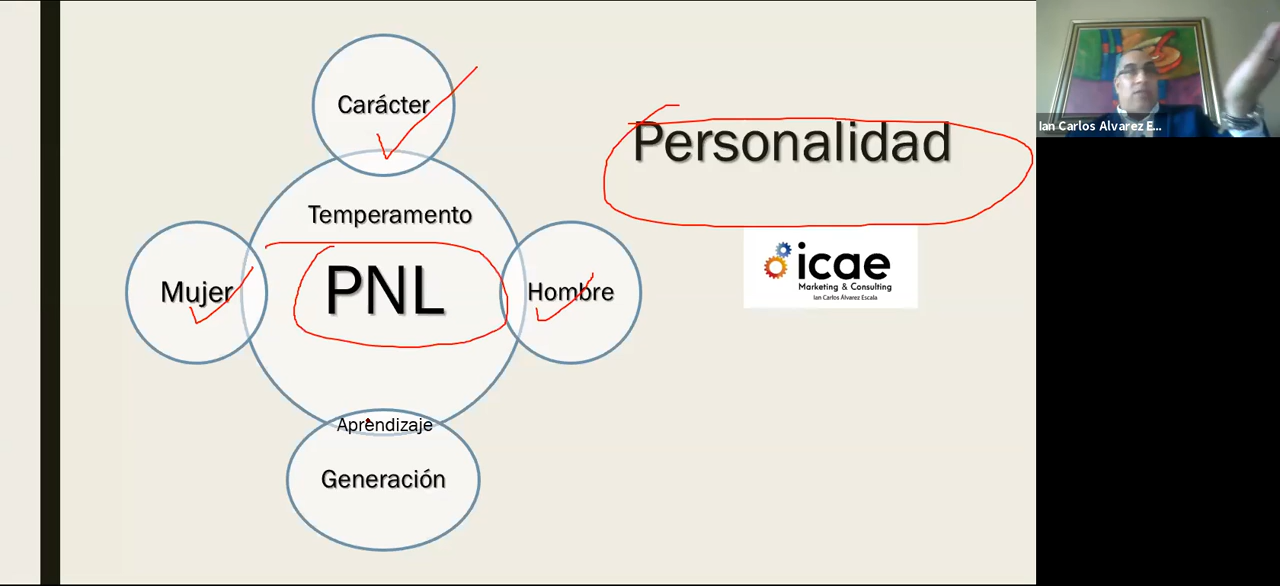 Carácter
Personalidad
Temperamento
PNL
Mujer
Hombre
icae
Marketing & Consulting
Ian Carlos Álvarez Escala
Aprendizaje
Generación
Ian Carlos Alvarez E...